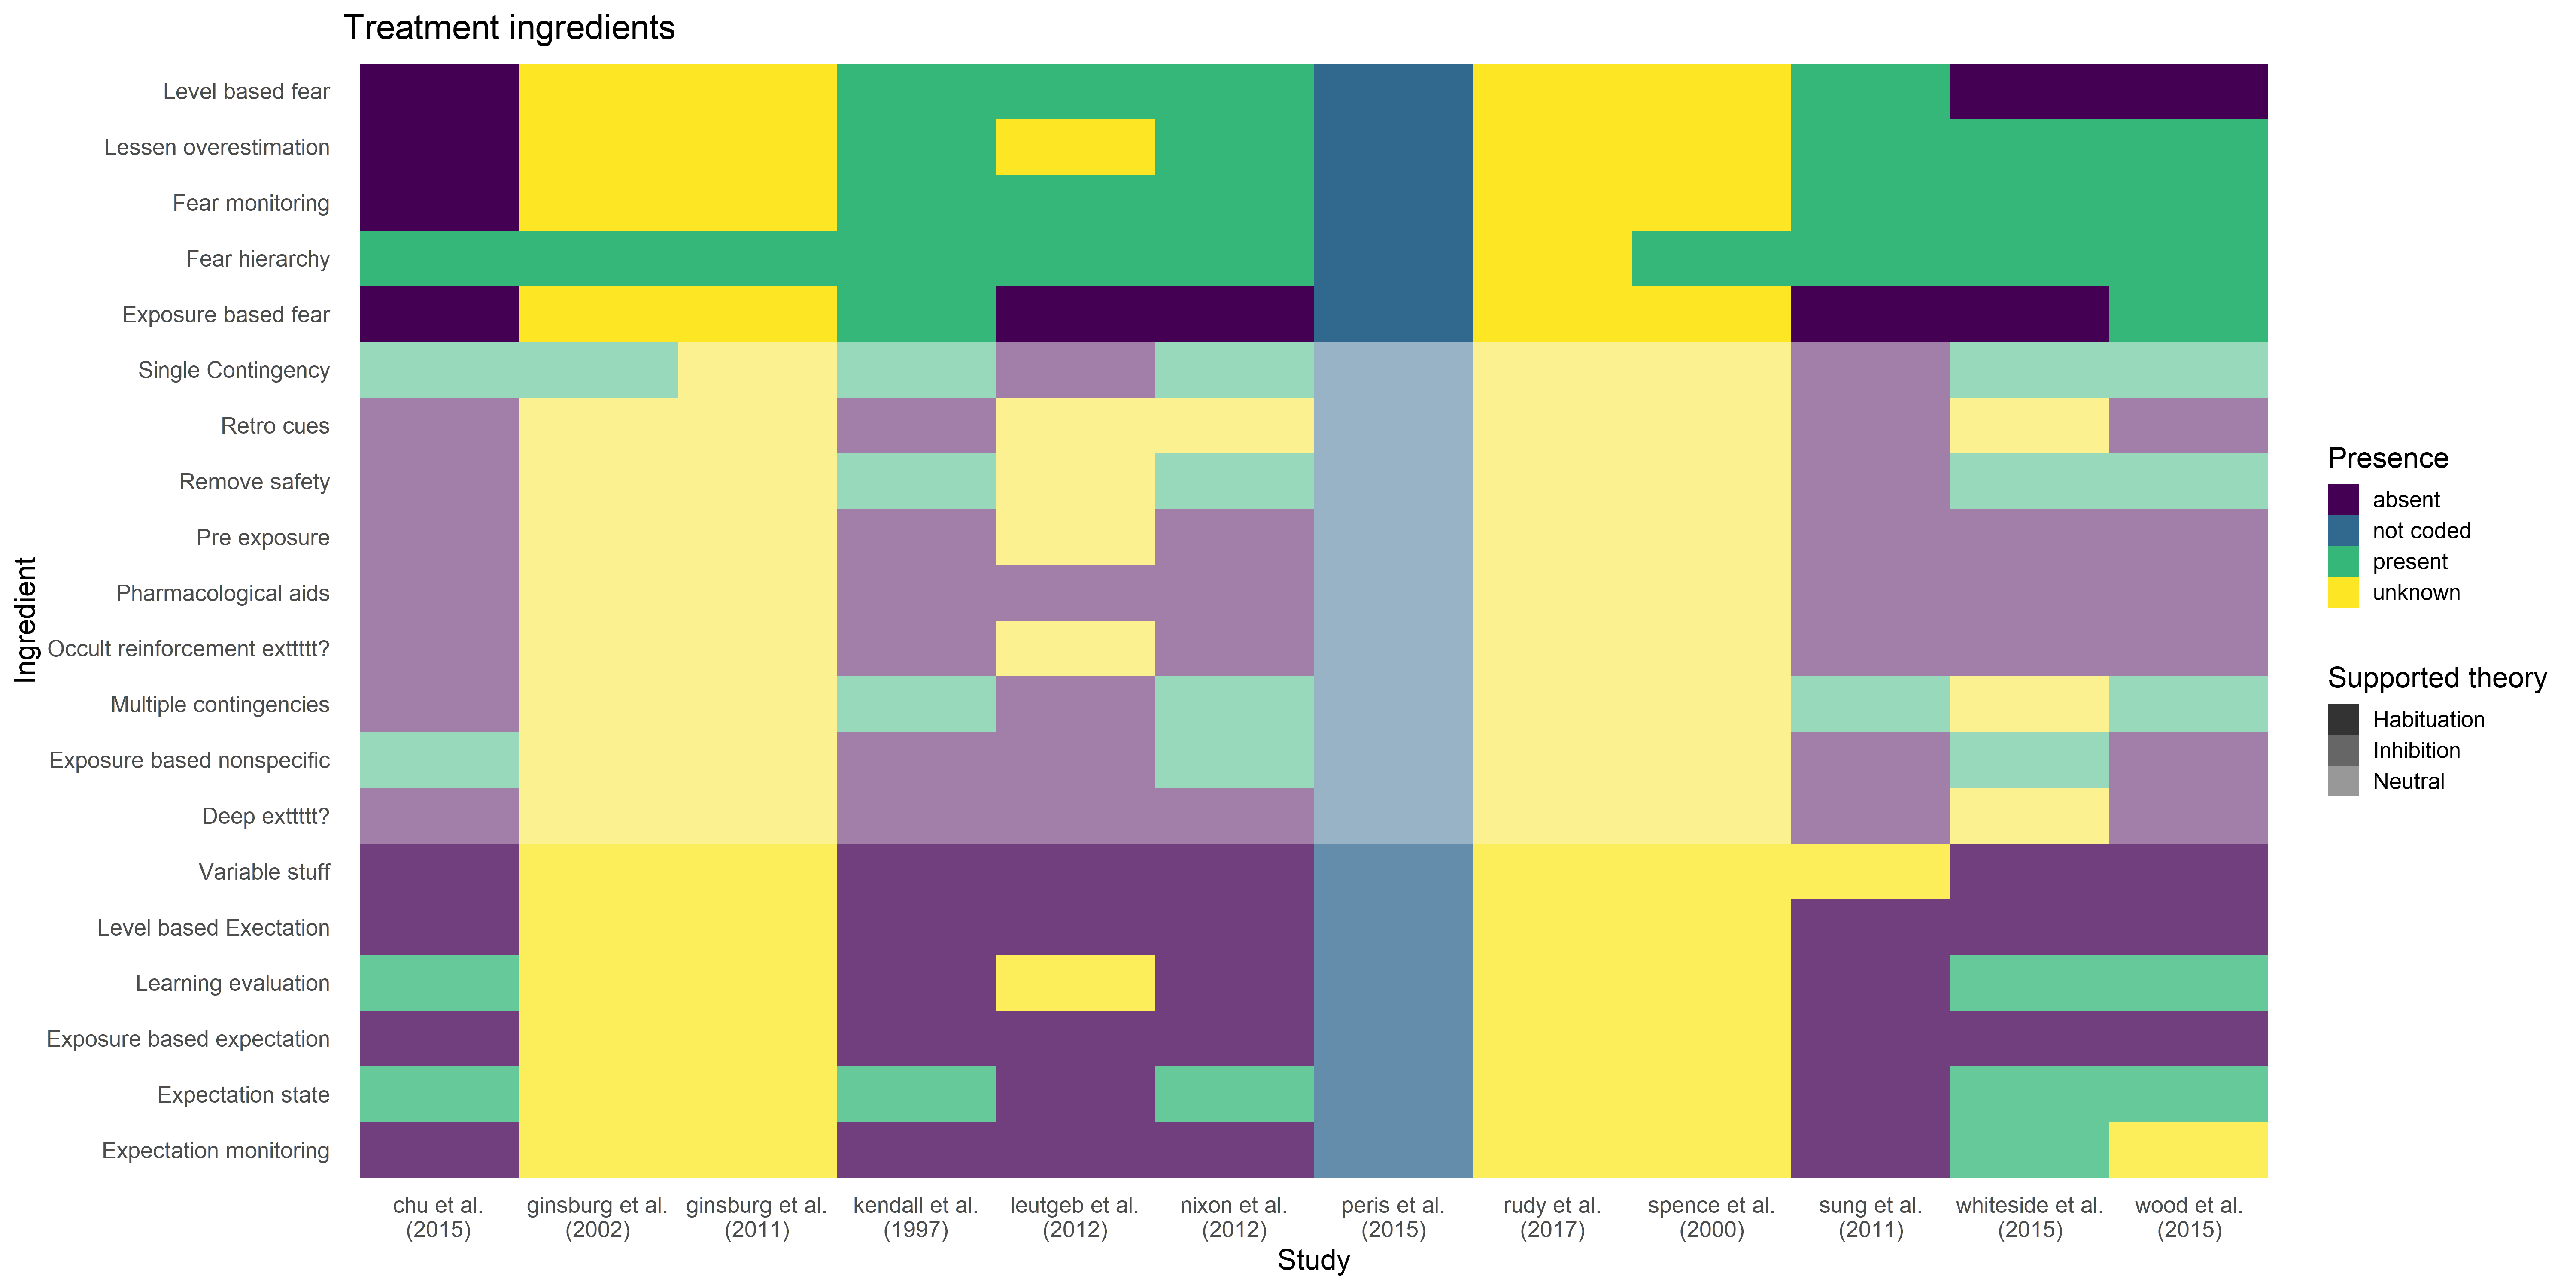 Treatment ingredients
Ingredient
Level based fear
Lessen overestimation
Fear monitoring
Fear hierarchy
Exposure based fear
Single Contingency
Retro cues
Remove safety
Pre exposure
Pharmacological aids
Occult reinforcement exttttt?
Multiple contingencies
Exposure based nonspecific
Deep exttttt?
Variable stuff
Level based Exectation
Learning evaluation
Exposure based expectation
Expectation state
Expectation monitoring
chu et al.
(2015)
ginsburg et al.
(2002)
ginsburg et al.
(2011)
kendall et al.
(1997)
leutgeb et al.
(2012)
nixon et al.
(2012)
peris et al.
(2015)
rudy et al.
(2017)
spence et al.
(2000)
sung et al.
(2011)
whiteside et al.
(2015)
wood et al.
(2015)
Study
Presence
absent
not coded
present
unknown
Supported theory
Habituation
Inhibition
Neutral